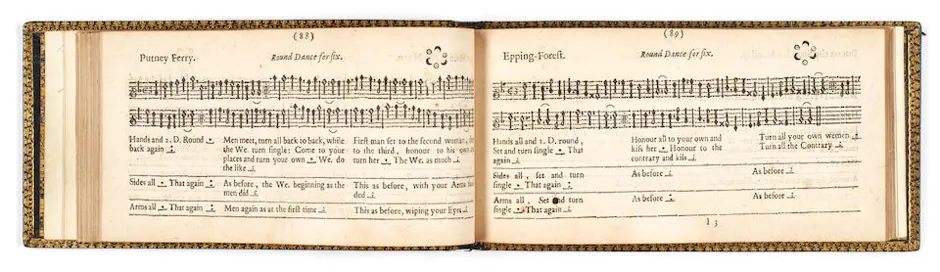 (88)
Putney Ferry. Round Dance for six.
Hands and 2. D. Round
back again
Men meet, turn all back to back, while
the We. turn single: Come to your
places and turn your own We. do
the like
First man set to the second woman,
to the third, honour to his own
turn her The We. as much
Sides all That again
As before, the We. beginning as the
men did
This as before, with your Arms
ded
Arms all That again
Men again as at the first time
This as before, wiping your Eyes
(89)
Epping-Forest. Round Dance for six.
Hands all and 2. D. round,
Set and turn single That
again
Honour all to your own and
kiss her Honour to the
contrary and kiss
Turn all your own women
Turn all the Contrary
Sides all, set and turn
single That again
As before
As before
Arms all, Set and turn
single That again
As before
As before
I 3